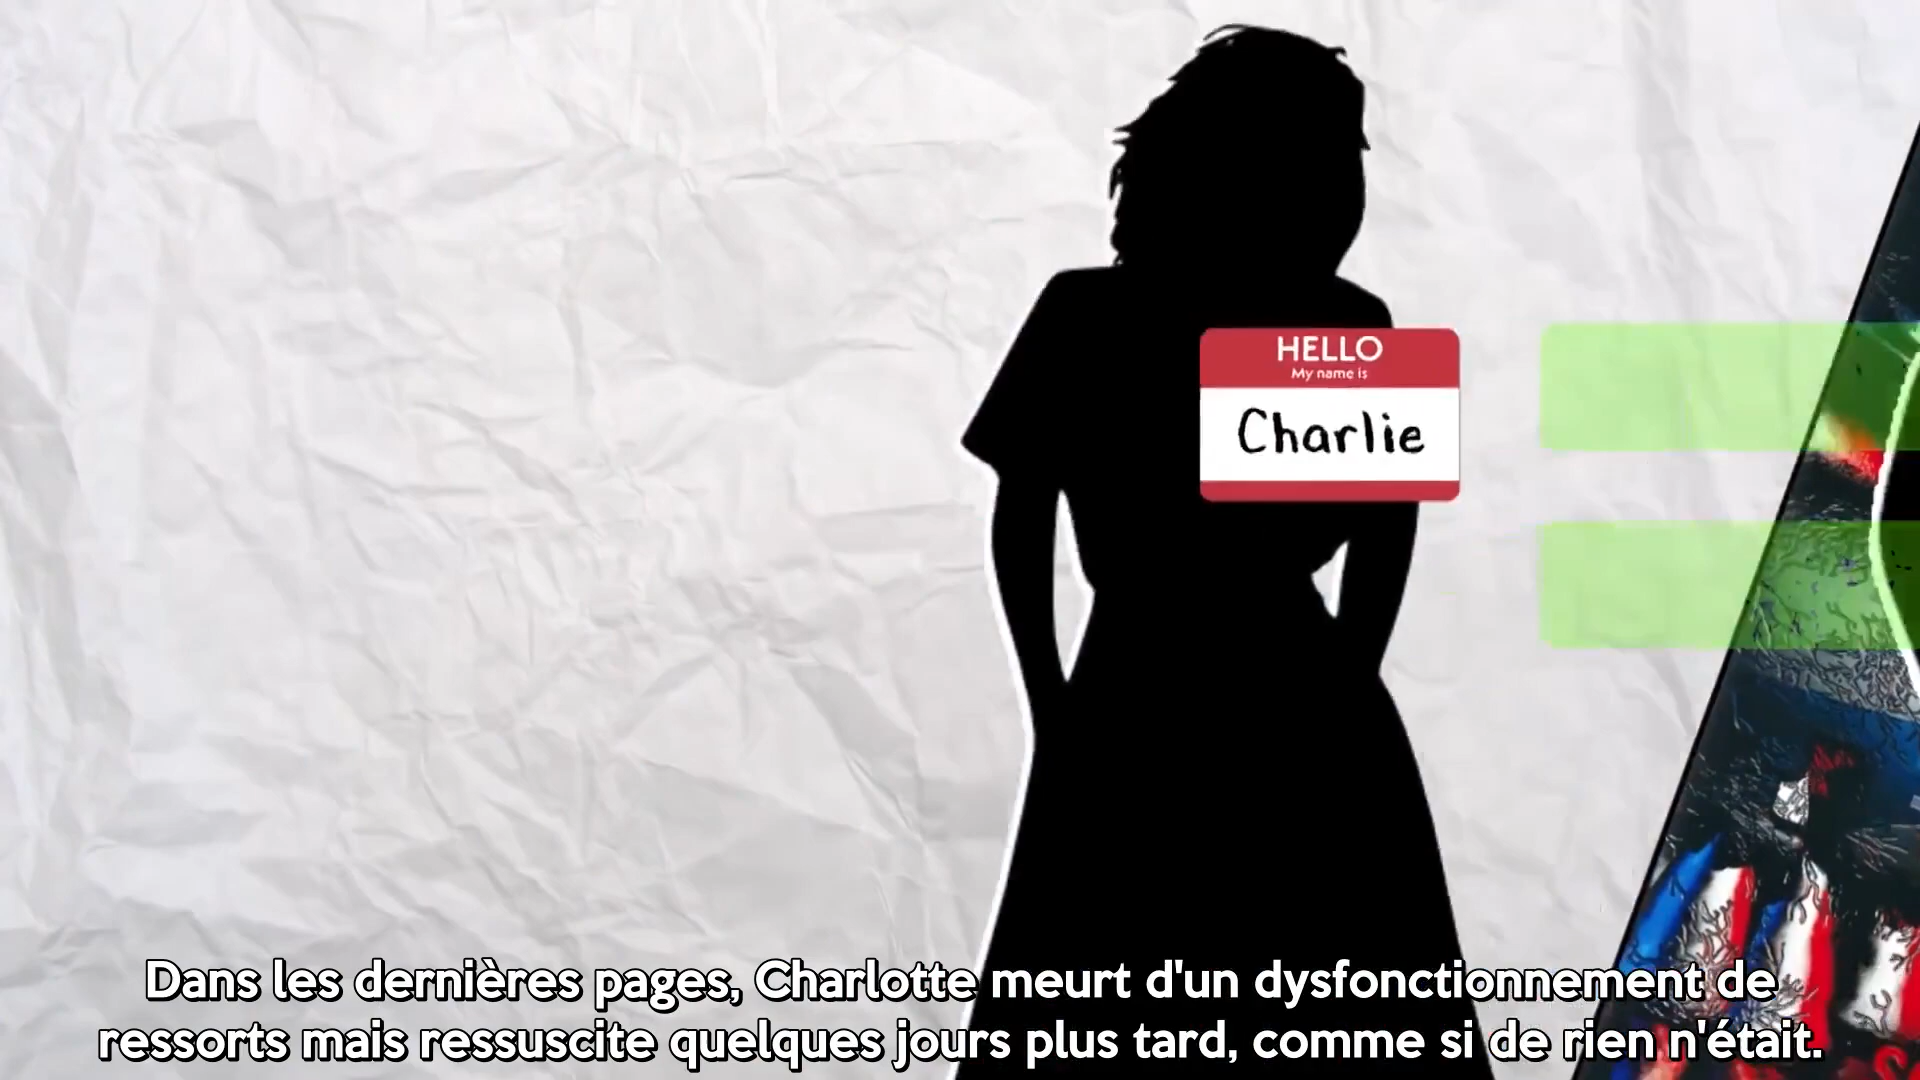 HELLO
My name is
Charlie
Dans les dernières pages, Charlotte meurt d'un dysfonctionnement de
ressorts mais ressuscite quelques jours plus tard, comme si de rien n'était.